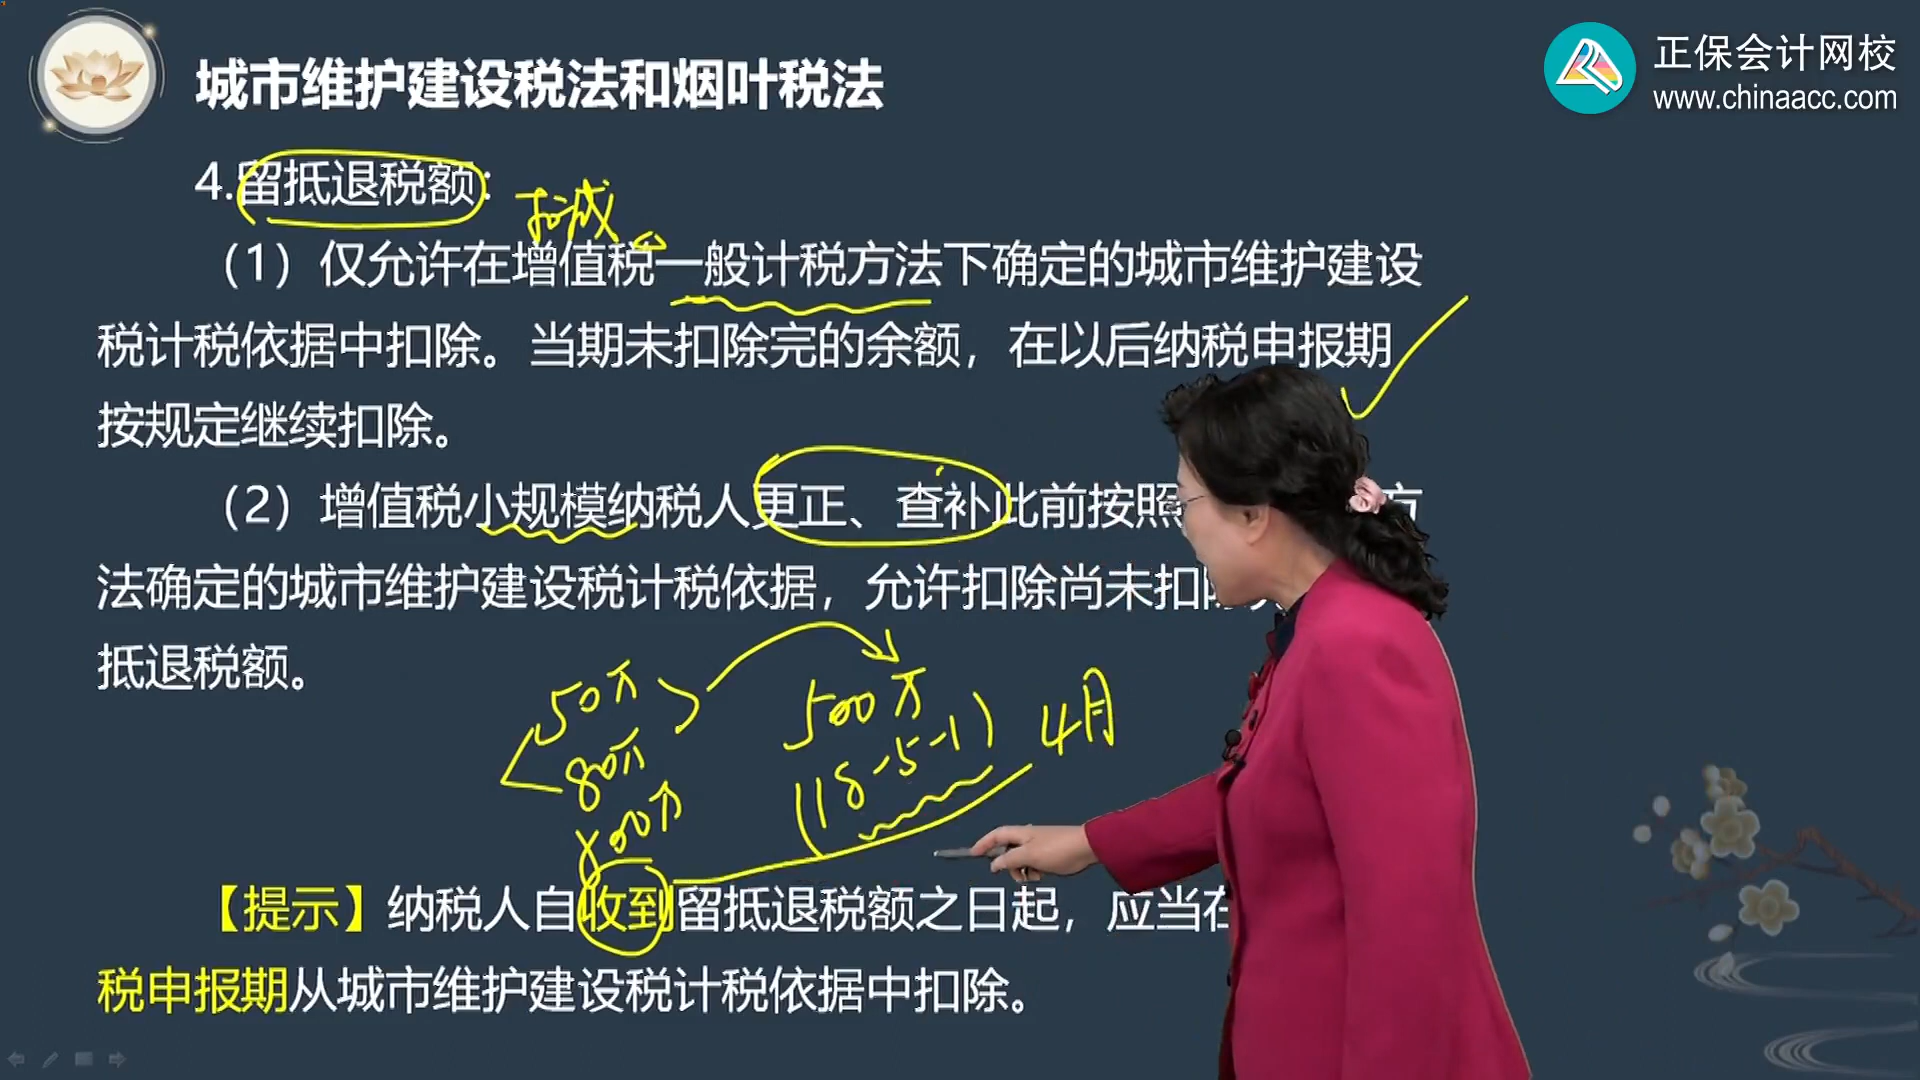 城市维护建设税法和烟叶税法
正保会计网校
www.chinaacc.com
4.留抵退税额：
扣减
（1）仅允许在增值税一般计税方法下确定的城市维护建设
税计税依据中扣除。当期未扣除完的余额，在以后纳税申报期
按规定继续扣除。
（2）增值税小规模纳税人更正、查补此前按照
方
法确定的城市维护建设税计税依据，允许扣除尚未扣
抵退税额。
50万
80万
500万
(18-5-1)
4月
【提示】纳税人自收到留抵退税额之日起，应当在
税申报期从城市维护建设税计税依据中扣除。